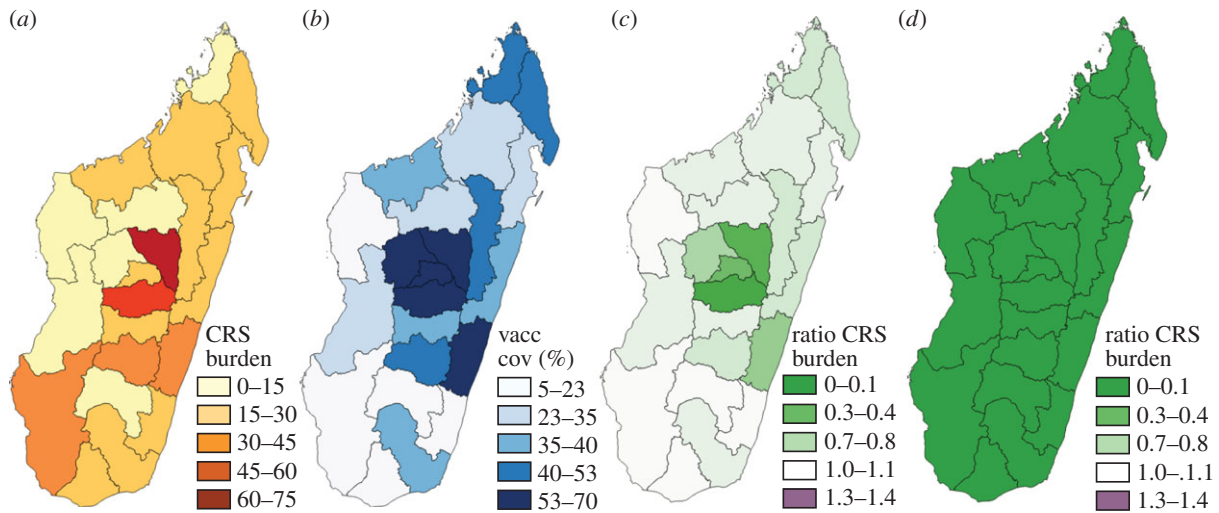 (a)
CRS
burden
0–15
15–30
30–45
45–60
60–75
(b)
vacc
cov (%)
5–23
23–35
35–40
40–53
53–70
(c)
ratio CRS
burden
0–0.1
0.3–0.4
0.7–0.8
1.0–1.1
1.3–1.4
(d)
ratio CRS
burden
0–0.1
0.3–0.4
0.7–0.8
1.0–.1.1
1.3–1.4